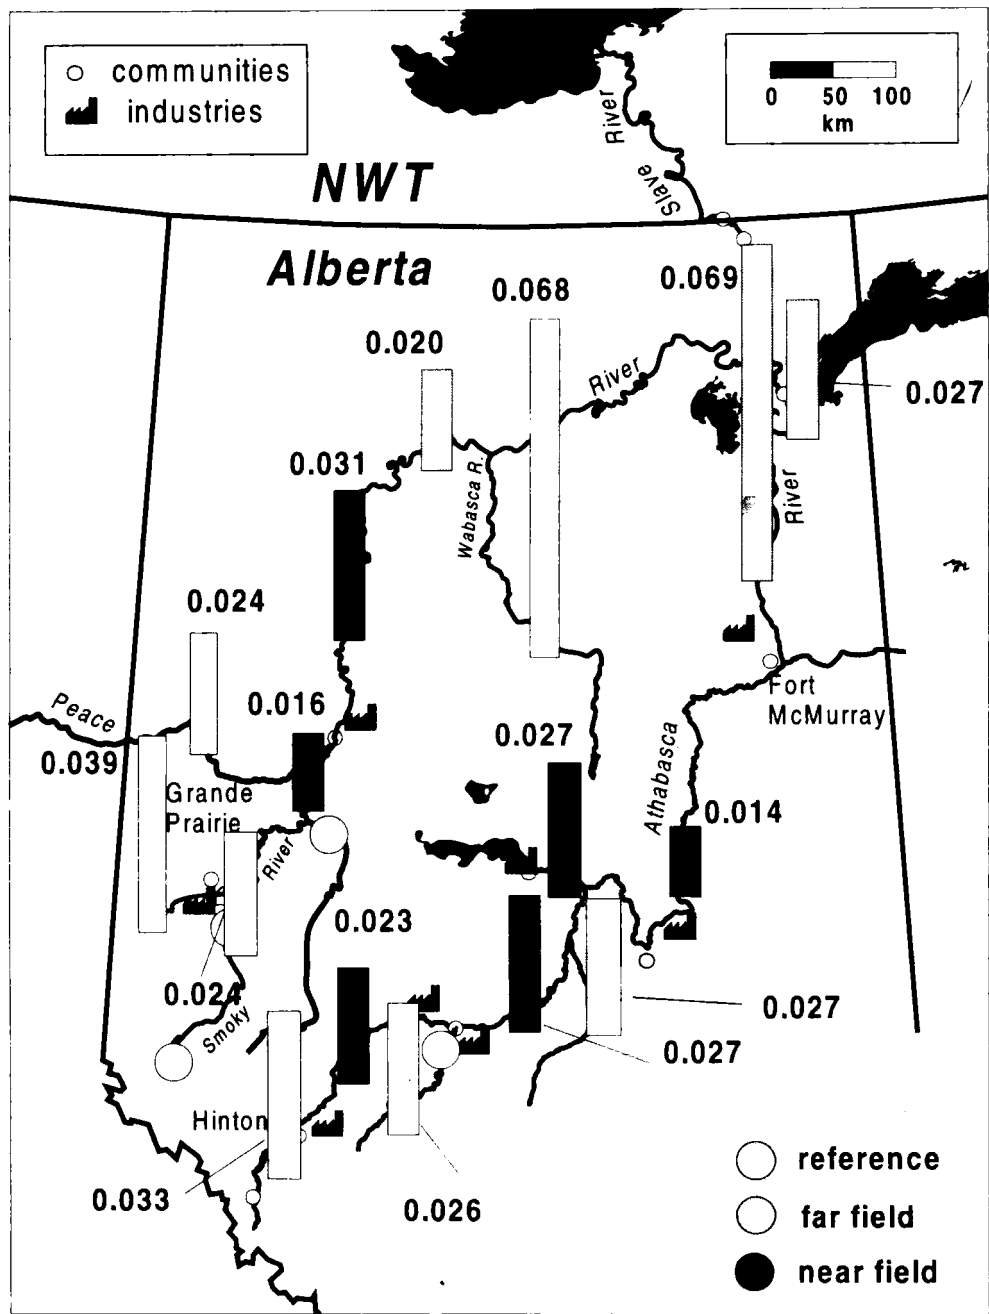 communities
industries
0 50 100
km
River
Slave
NWT
Alberta
0.069
0.068
0.020
River
0.027
0.031
Wabasca R.
River
0.024
Peace
0.016
0.027
Fort
McMurray
0.039
Grande
Prairie
Athabasca
0.014
River
0.023
0.024
Smoky
0.027
0.027
Hinton
0.033
0.026
reference
far field
near field